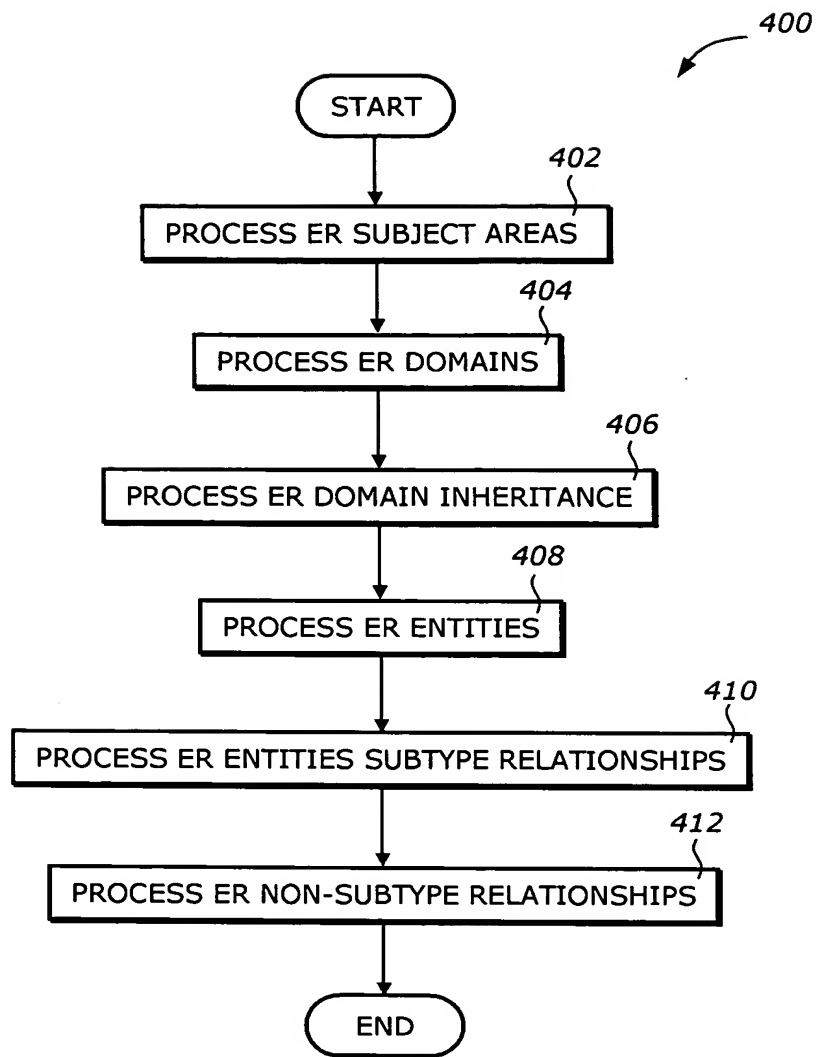 400
START
402
PROCESS ER SUBJECT AREAS
404
PROCESS ER DOMAINS
406
PROCESS ER DOMAIN INHERITANCE
408
PROCESS ER ENTITIES
410
PROCESS ER ENTITIES SUBTYPE RELATIONSHIPS
412
PROCESS ER NON-SUBTYPE RELATIONSHIPS
END